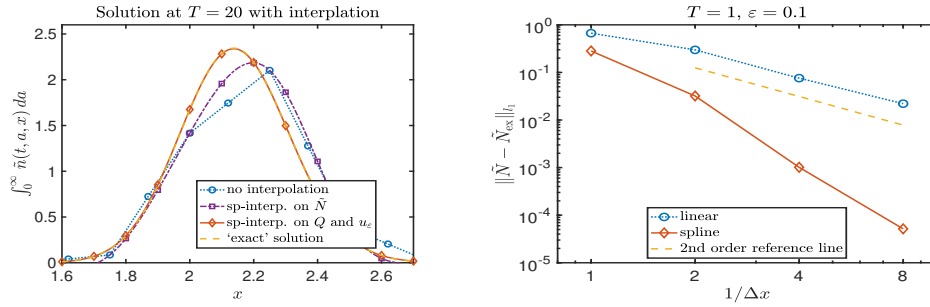 Solution at T = 20 with interplation
∫₀^∞ ñ(t, a, x) da
2.5
2
1.5
1
0.5
0
no interpolation
sp-interp. on Ñ
sp-interp. on Q and u_ε
'exact' solution
1.6
1.8
2
2.2
2.4
2.6
x
T = 1, ε = 0.1
‖Ñ − Ñ_ex‖_{l_1}
10^0
10^-1
10^-2
10^-3
10^-4
10^-5
linear
spline
2nd order reference line
1
2
4
8
1/Δx